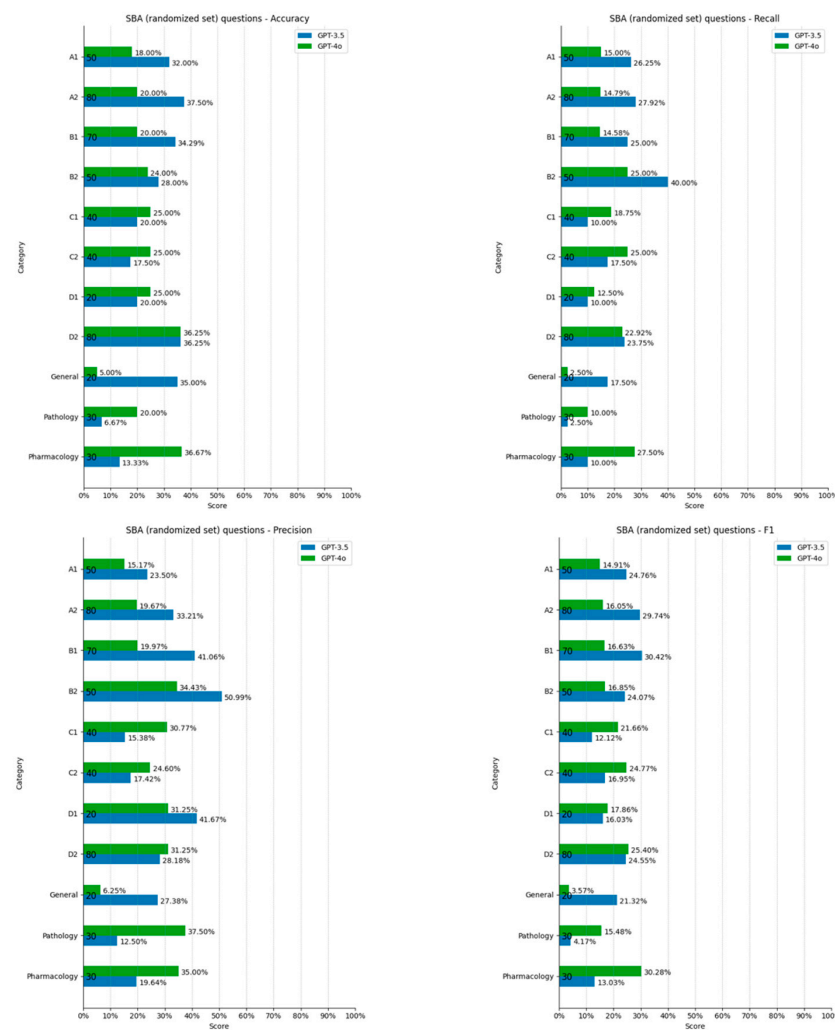 SBA (randomized set) questions - Accuracy
GPT-3.5
GPT-4o
A1
50
18.00%
32.00%
A2
80
20.00%
37.50%
B1
70
20.00%
34.29%
B2
50
24.00%
28.00%
C1
40
25.00%
20.00%
C2
40
25.00%
17.50%
D1
20
25.00%
20.00%
D2
80
36.25%
36.25%
General
20
5.00%
35.00%
Pathology
30
20.00%
6.67%
Pharmacology
30
36.67%
13.33%
Category
0% 10% 20% 30% 40% 50% 60% 70% 80% 90% 100%
Score
SBA (randomized set) questions - Recall
GPT-3.5
GPT-4o
A1
50
15.00%
26.25%
A2
80
14.79%
27.92%
B1
70
14.58%
25.00%
B2
50
25.00%
40.00%
C1
40
18.75%
10.00%
C2
40
25.00%
17.50%
D1
20
12.50%
10.00%
D2
80
22.92%
23.75%
General
20
2.50%
17.50%
Pathology
30
10.00%
2.50%
Pharmacology
30
27.50%
10.00%
Category
0% 10% 20% 30% 40% 50% 60% 70% 80% 90% 100%
Score
SBA (randomized set) questions - Precision
GPT-3.5
GPT-4o
A1
50
15.17%
23.50%
A2
80
19.67%
33.21%
B1
70
19.97%
41.06%
B2
50
34.43%
50.99%
C1
40
30.77%
15.38%
C2
40
24.60%
17.42%
D1
20
31.25%
41.67%
D2
80
31.25%
28.18%
General
20
6.25%
27.38%
Pathology
30
37.50%
12.50%
Pharmacology
30
35.00%
19.64%
Category
0% 10% 20% 30% 40% 50% 60% 70% 80% 90% 100%
Score
SBA (randomized set) questions - F1
GPT-3.5
GPT-4o
A1
50
14.91%
24.76%
A2
80
16.05%
29.74%
B1
70
16.63%
30.42%
B2
50
16.85%
24.07%
C1
40
21.66%
12.12%
C2
40
24.77%
16.95%
D1
20
17.86%
16.03%
D2
80
25.40%
24.55%
General
20
3.57%
21.32%
Pathology
30
15.48%
4.17%
Pharmacology
30
30.28%
13.03%
Category
0% 10% 20% 30% 40% 50% 60% 70% 80% 90% 100%
Score